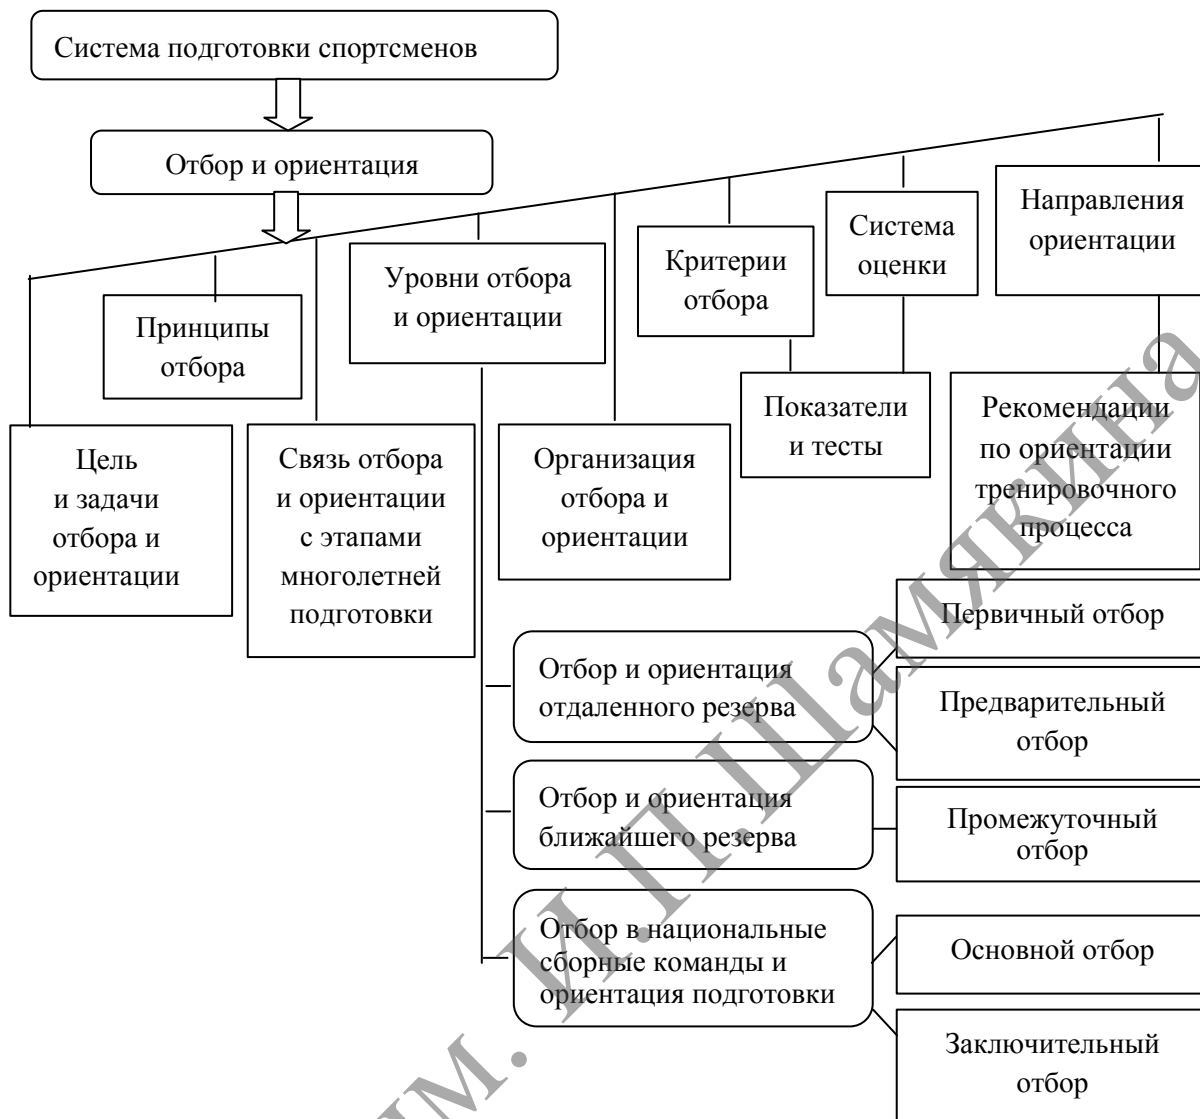 Система подготовки спортсменов
Отбор и ориентация
Направления
ориентации
Система
оценки
Критерии
отбора
Уровни отбора
и ориентации
Принципы
отбора
Показатели
и тесты
Рекомендации
по ориентации
тренировочного
процесса
Цель
и задачи
отбора и
ориентации
Связь отбора
и ориентации
с этапами
многолетней
подготовки
Организация
отбора и
ориентации
Отбор и ориентация
отдаленного резерва
Первичный отбор
Предварительный
отбор
Отбор и ориентация
ближайшего резерва
Промежуточный
отбор
Отбор в национальные
сборные команды и
ориентация подготовки
Основной отбор
Заключительный
отбор
им. И.П.Шамякина